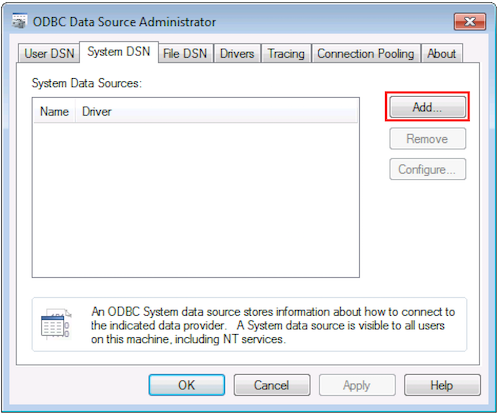 ODBC Data Source Administrator
User DSN System DSN File DSN Drivers Tracing Connection Pooling About
System Data Sources:
Name Driver
Add...
Remove
Configure...
An ODBC System data source stores information about how to connect to
the indicated data provider. A System data source is visible to all users
on this machine, including NT services.
OK Cancel Apply Help